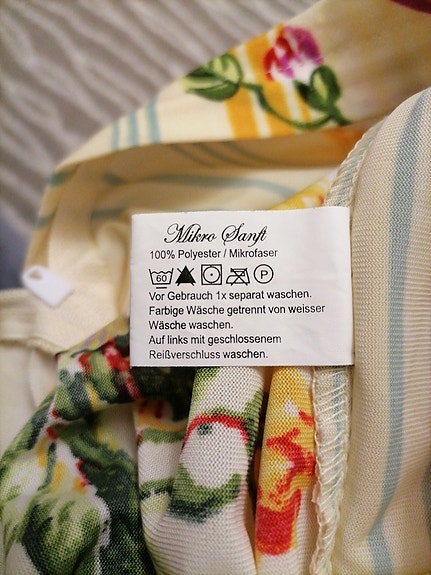 Mikro Sanft
100% Polyester / Mikrofaser
60 P
Vor Gebrauch 1x separat waschen.
Farbige Wäsche getrennt von weisser
Wäsche waschen.
Auf links mit geschlossenem
Reißverschluss waschen.